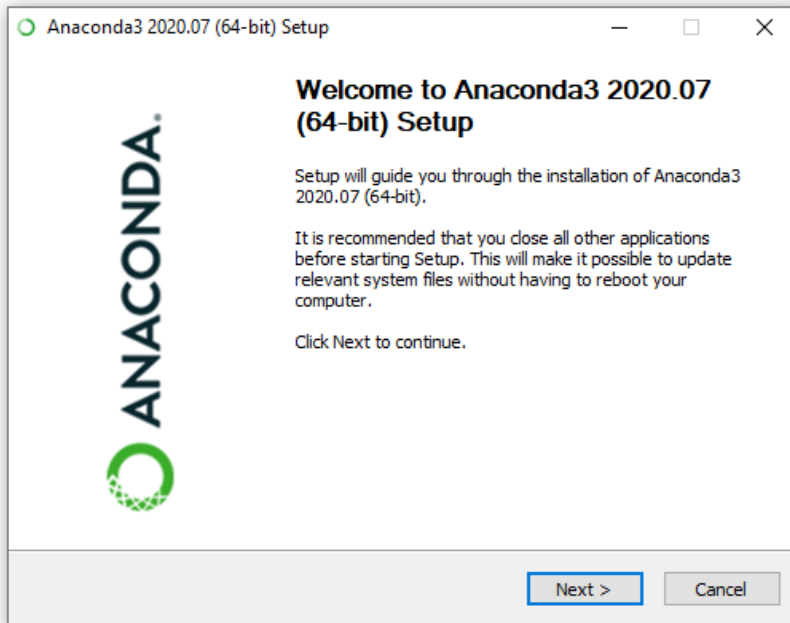 Anaconda3 2020.07 (64-bit) Setup
Welcome to Anaconda3 2020.07
(64-bit) Setup
ANACONDA.
Setup will guide you through the installation of Anaconda3
2020.07 (64-bit).
It is recommended that you close all other applications
before starting Setup. This will make it possible to update
relevant system files without having to reboot your
computer.
Click Next to continue.
Next >
Cancel